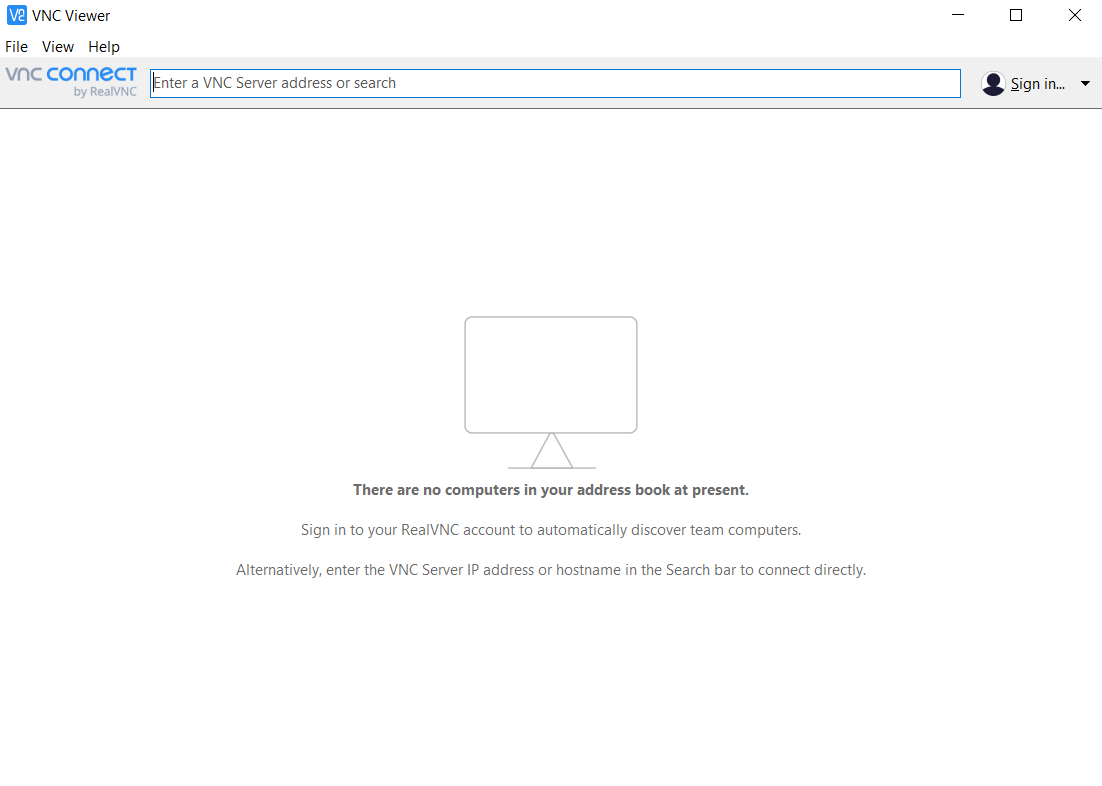 VNC Viewer
File View Help
vnc connect
by RealVNC
Enter a VNC Server address or search
Sign in...
There are no computers in your address book at present.
Sign in to your RealVNC account to automatically discover team computers.
Alternatively, enter the VNC Server IP address or hostname in the Search bar to connect directly.